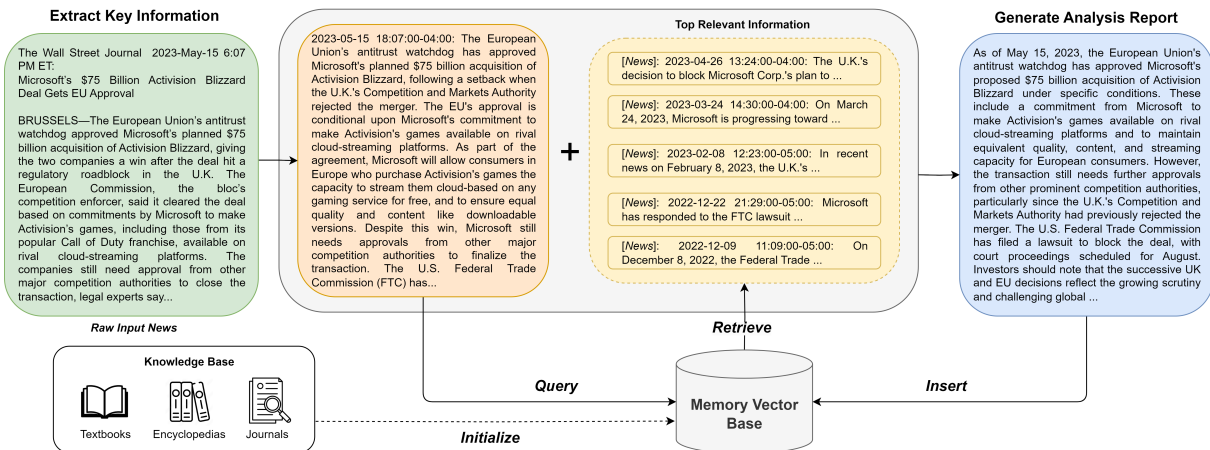 Extract Key Information
The Wall Street Journal 2023-May-15 6:07
PM ET:
Microsoft's $75 Billion Activision Blizzard
Deal Gets EU Approval
BRUSSELS—The European Union's antitrust
watchdog approved Microsoft's planned $75
billion acquisition of Activision Blizzard, giving
the two companies a win after the deal hit a
regulatory roadblock in the U.K. The
European Commission, the bloc's
competition enforcer, said it cleared the deal
based on commitments by Microsoft to make
Activision's games, including those from its
popular Call of Duty franchise, available on
rival cloud-streaming platforms. The
companies still need approval from other
major competition authorities to close the
transaction, legal experts say...
Raw Input News
2023-05-15 18:07:00-04:00: The European
Union's antitrust watchdog has approved
Microsoft's planned $75 billion acquisition of
Activision Blizzard, following a setback when
the U.K.'s Competition and Markets Authority
rejected the merger. The EU's approval is
conditional upon Microsoft's commitment to
make Activision's games available on rival
cloud-streaming platforms. As part of the
agreement, Microsoft will allow consumers in
Europe who purchase Activision's games the
capacity to stream them cloud-based on any
gaming service for free, and to ensure equal
quality and content like downloadable
versions. Despite this win, Microsoft still
needs approvals from other major
competition authorities to finalize the
transaction. The U.S. Federal Trade
Commission (FTC) has...
+
Top Relevant Information
[News]: 2023-04-26 13:24:00-04:00: The U.K.'s
decision to block Microsoft Corp.'s plan to ...
[News]: 2023-03-24 14:30:00-04:00: On March
24, 2023, Microsoft is progressing toward ...
[News]: 2023-02-08 12:23:00-05:00: In recent
news on February 8, 2023, the U.K.'s ...
[News]: 2022-12-22 21:29:00-05:00: Microsoft
has responded to the FTC lawsuit ...
[News]: 2022-12-09 11:09:00-05:00: On
December 8, 2022, the Federal Trade ...
Generate Analysis Report
As of May 15, 2023, the European Union's
antitrust watchdog has approved Microsoft's
proposed $75 billion acquisition of Activision
Blizzard under specific conditions. These
include a commitment from Microsoft to
make Activision's games available on rival
cloud-streaming platforms and to maintain
equivalent quality, content, and streaming
capacity for European consumers. However,
the transaction still needs further approvals
from other prominent competition authorities,
particularly since the U.K.'s Competition and
Markets Authority had previously rejected the
merger. The U.S. Federal Trade Commission
has filed a lawsuit to block the deal, with
court proceedings scheduled for August.
Investors should note that the successive UK
and EU decisions reflect the growing scrutiny
and challenging global ...
Knowledge Base
Textbooks
Encyclopedias
Journals
Query
Initialize
Retrieve
Insert
Memory Vector
Base